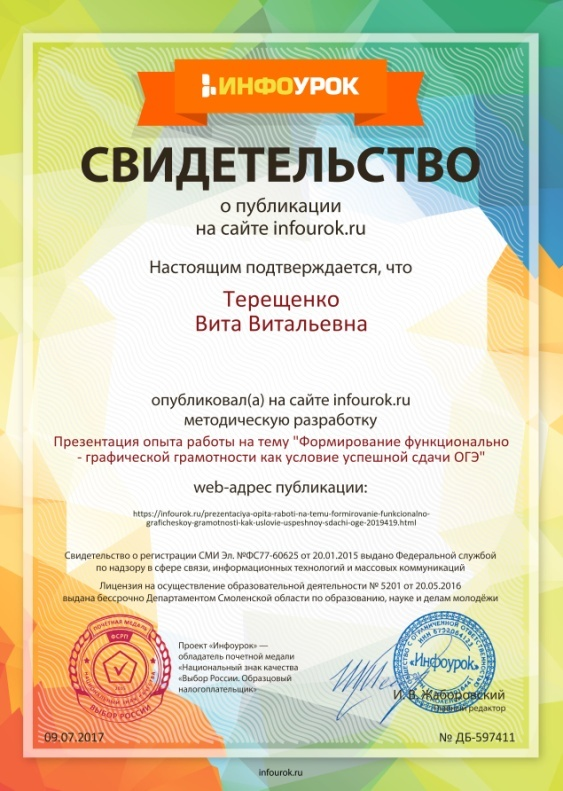 ИНФОУРОК
СВИДЕТЕЛЬСТВО
о публикации
на сайте infourok.ru
Настоящим подтверждается, что
Терещенко
Вита Витальевна
опубликовал(а) на сайте infourok.ru
методическую разработку
Презентация опыта работы на тему "Формирование функционально
- графической грамотности как условие успешной сдачи ОГЭ"
web-адрес публикации:
https://infourok.ru/prezentaciya-opita-raboti-na-temu-formirovanie-funkcionalno-
graficheskoy-gramotnosti-kak-uslovie-uspeshnoy-sdachi-oge-2019419.html
Свидетельство о регистрации СМИ Эл. №ФС77-60625 от 20.01.2015 выдано Федеральной службой
по надзору в сфере связи, информационных технологий и массовых коммуникаций
Лицензия на осуществление образовательной деятельности № 5201 от 20.05.2016
выдана бессрочно Департаментом Смоленской области по образованию, науке и делам молодёжи
ПОЧЕТНАЯ МЕДАЛЬ
ФСРП
НАЦИОНАЛЬНЫЙ ЗНАК КАЧЕСТВА
ВЫБОР РОССИИ
Проект «Инфоурок» —
обладатель почетной медали
«Национальный знак качества
«Выбор России. Образцовый
налогоплательщик»
«Инфоурок»
И. В. Жаборовский
Главный редактор
09.07.2017
№ ДБ-597411
infourok.ru